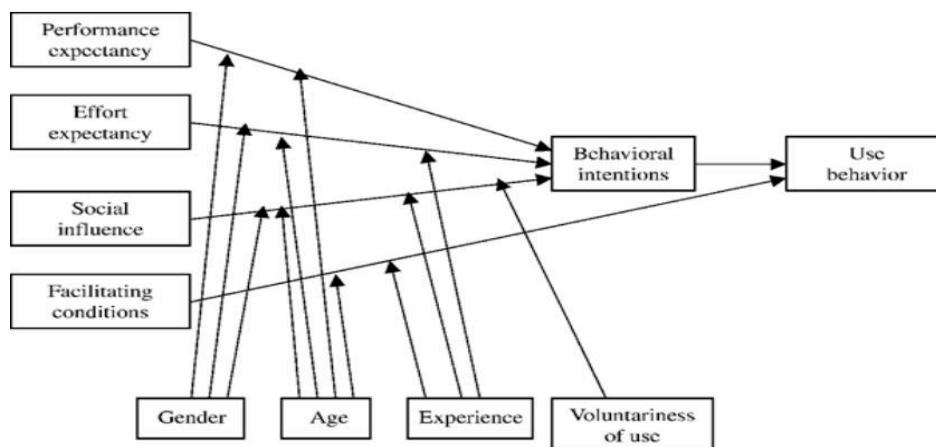 Performance
expectancy
Effort
expectancy
Behavioral
intentions
Use
behavior
Social
influence
Facilitating
conditions
Gender
Age
Experience
Voluntariness
of use